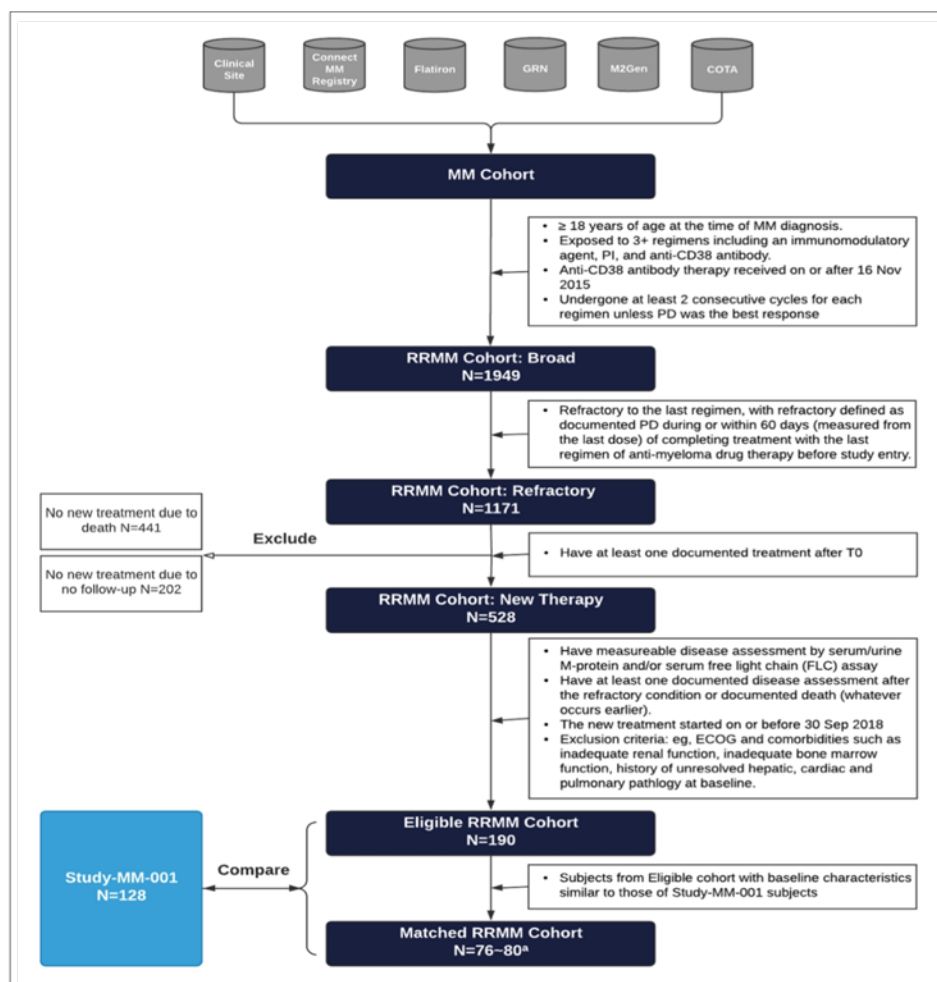 Clinical
Site
Connect
MM
Registry
Flatiron
GRN
M2Gen
COTA
MM Cohort
• ≥ 18 years of age at the time of MM diagnosis.
• Exposed to 3+ regimens including an immunomodulatory
agent, PI, and anti-CD38 antibody.
• Anti-CD38 antibody therapy received on or after 16 Nov
2015
• Undergone at least 2 consecutive cycles for each
regimen unless PD was the best response
RRMM Cohort: Broad
N=1949
• Refractory to the last regimen, with refractory defined as
documented PD during or within 60 days (measured from
the last dose) of completing treatment with the last
regimen of anti-myeloma drug therapy before study entry.
RRMM Cohort: Refractory
N=1171
No new treatment due to
death N=441
Exclude
• Have at least one documented treatment after T0
No new treatment due to
no follow-up N=202
RRMM Cohort: New Therapy
N=528
• Have measureable disease assessment by serum/urine
M-protein and/or serum free light chain (FLC) assay
• Have at least one documented disease assessment after
the refractory condition or documented death (whatever
occurs earlier).
• The new treatment started on or before 30 Sep 2018
• Exclusion criteria: eg, ECOG and comorbidities such as
inadequate renal function, inadequate bone marrow
function, history of unresolved hepatic, cardiac and
pulmonary pathlogy at baseline.
Eligible RRMM Cohort
N=190
Study-MM-001
N=128
Compare
• Subjects from Eligible cohort with baseline characteristics
similar to those of Study-MM-001 subjects
Matched RRMM Cohort
N=76~80ᵃ